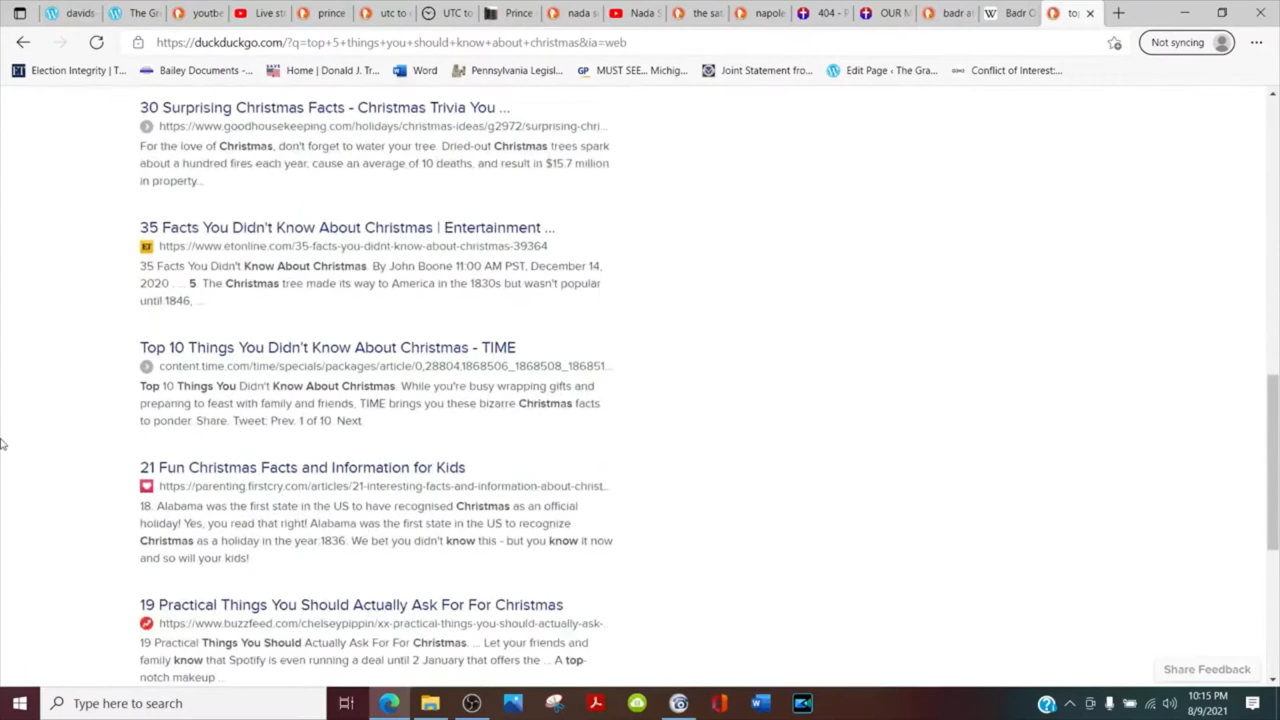 davids
The Gr
youtbe
Live st
prince
utc to
UTC to
Prince
nada s
Nada S
the sat
napole
404 - P
OUR M
badr a
Badr C
top
https://duckduckgo.com/?q=top+5+things+you+should+know+about+christmas&ia=web
Not syncing
Election Integrity | T...
Bailey Documents -...
Home | Donald J. Tr...
Word
Pennsylvania Legisl...
MUST SEE... Michig...
Joint Statement fro...
Edit Page ‹ The Gra...
Conflict of Interest:...
30 Surprising Christmas Facts - Christmas Trivia You ...
https://www.goodhousekeeping.com/holidays/christmas-ideas/g2972/surprising-chri...
For the love of Christmas, don't forget to water your tree. Dried-out Christmas trees spark
about a hundred fires each year, cause an average of 10 deaths, and result in $15.7 million
in property...
35 Facts You Didn't Know About Christmas | Entertainment ...
ET https://www.etonline.com/35-facts-you-didnt-know-about-christmas-39364
35 Facts You Didn't Know About Christmas By John Boone 11:00 AM PST, December 14,
2020 ... 5. The Christmas tree made its way to America in the 1830s but wasn't popular
until 1846, ...
Top 10 Things You Didn't Know About Christmas - TIME
content.time.com/time/specials/packages/article/0,28804,1868506_1868508_186851...
Top 10 Things You Didn't Know About Christmas. While you're busy wrapping gifts and
preparing to feast with family and friends, TIME brings you these bizarre Christmas facts
to ponder. Share. Tweet: Prev. 1 of 10. Next
21 Fun Christmas Facts and Information for Kids
https://parenting.firstcry.com/articles/21-interesting-facts-and-information-about-christ...
18. Alabama was the first state in the US to have recognised Christmas as an official
holiday! Yes, you read that right! Alabama was the first state in the US to recognize
Christmas as a holiday in the year 1836. We bet you didn't know this - but you know it now
and so will your kids!
19 Practical Things You Should Actually Ask For For Christmas
https://www.buzzfeed.com/chelseypippin/xx-practical-things-you-should-actually-ask-...
19 Practical Things You Should Actually Ask For For Christmas. ... Let your friends and
family know that Spotify is even running a deal until 2 January that offers the ... A top-
notch makeup ...
Share Feedback
Type here to search
10:15 PM
8/9/2021